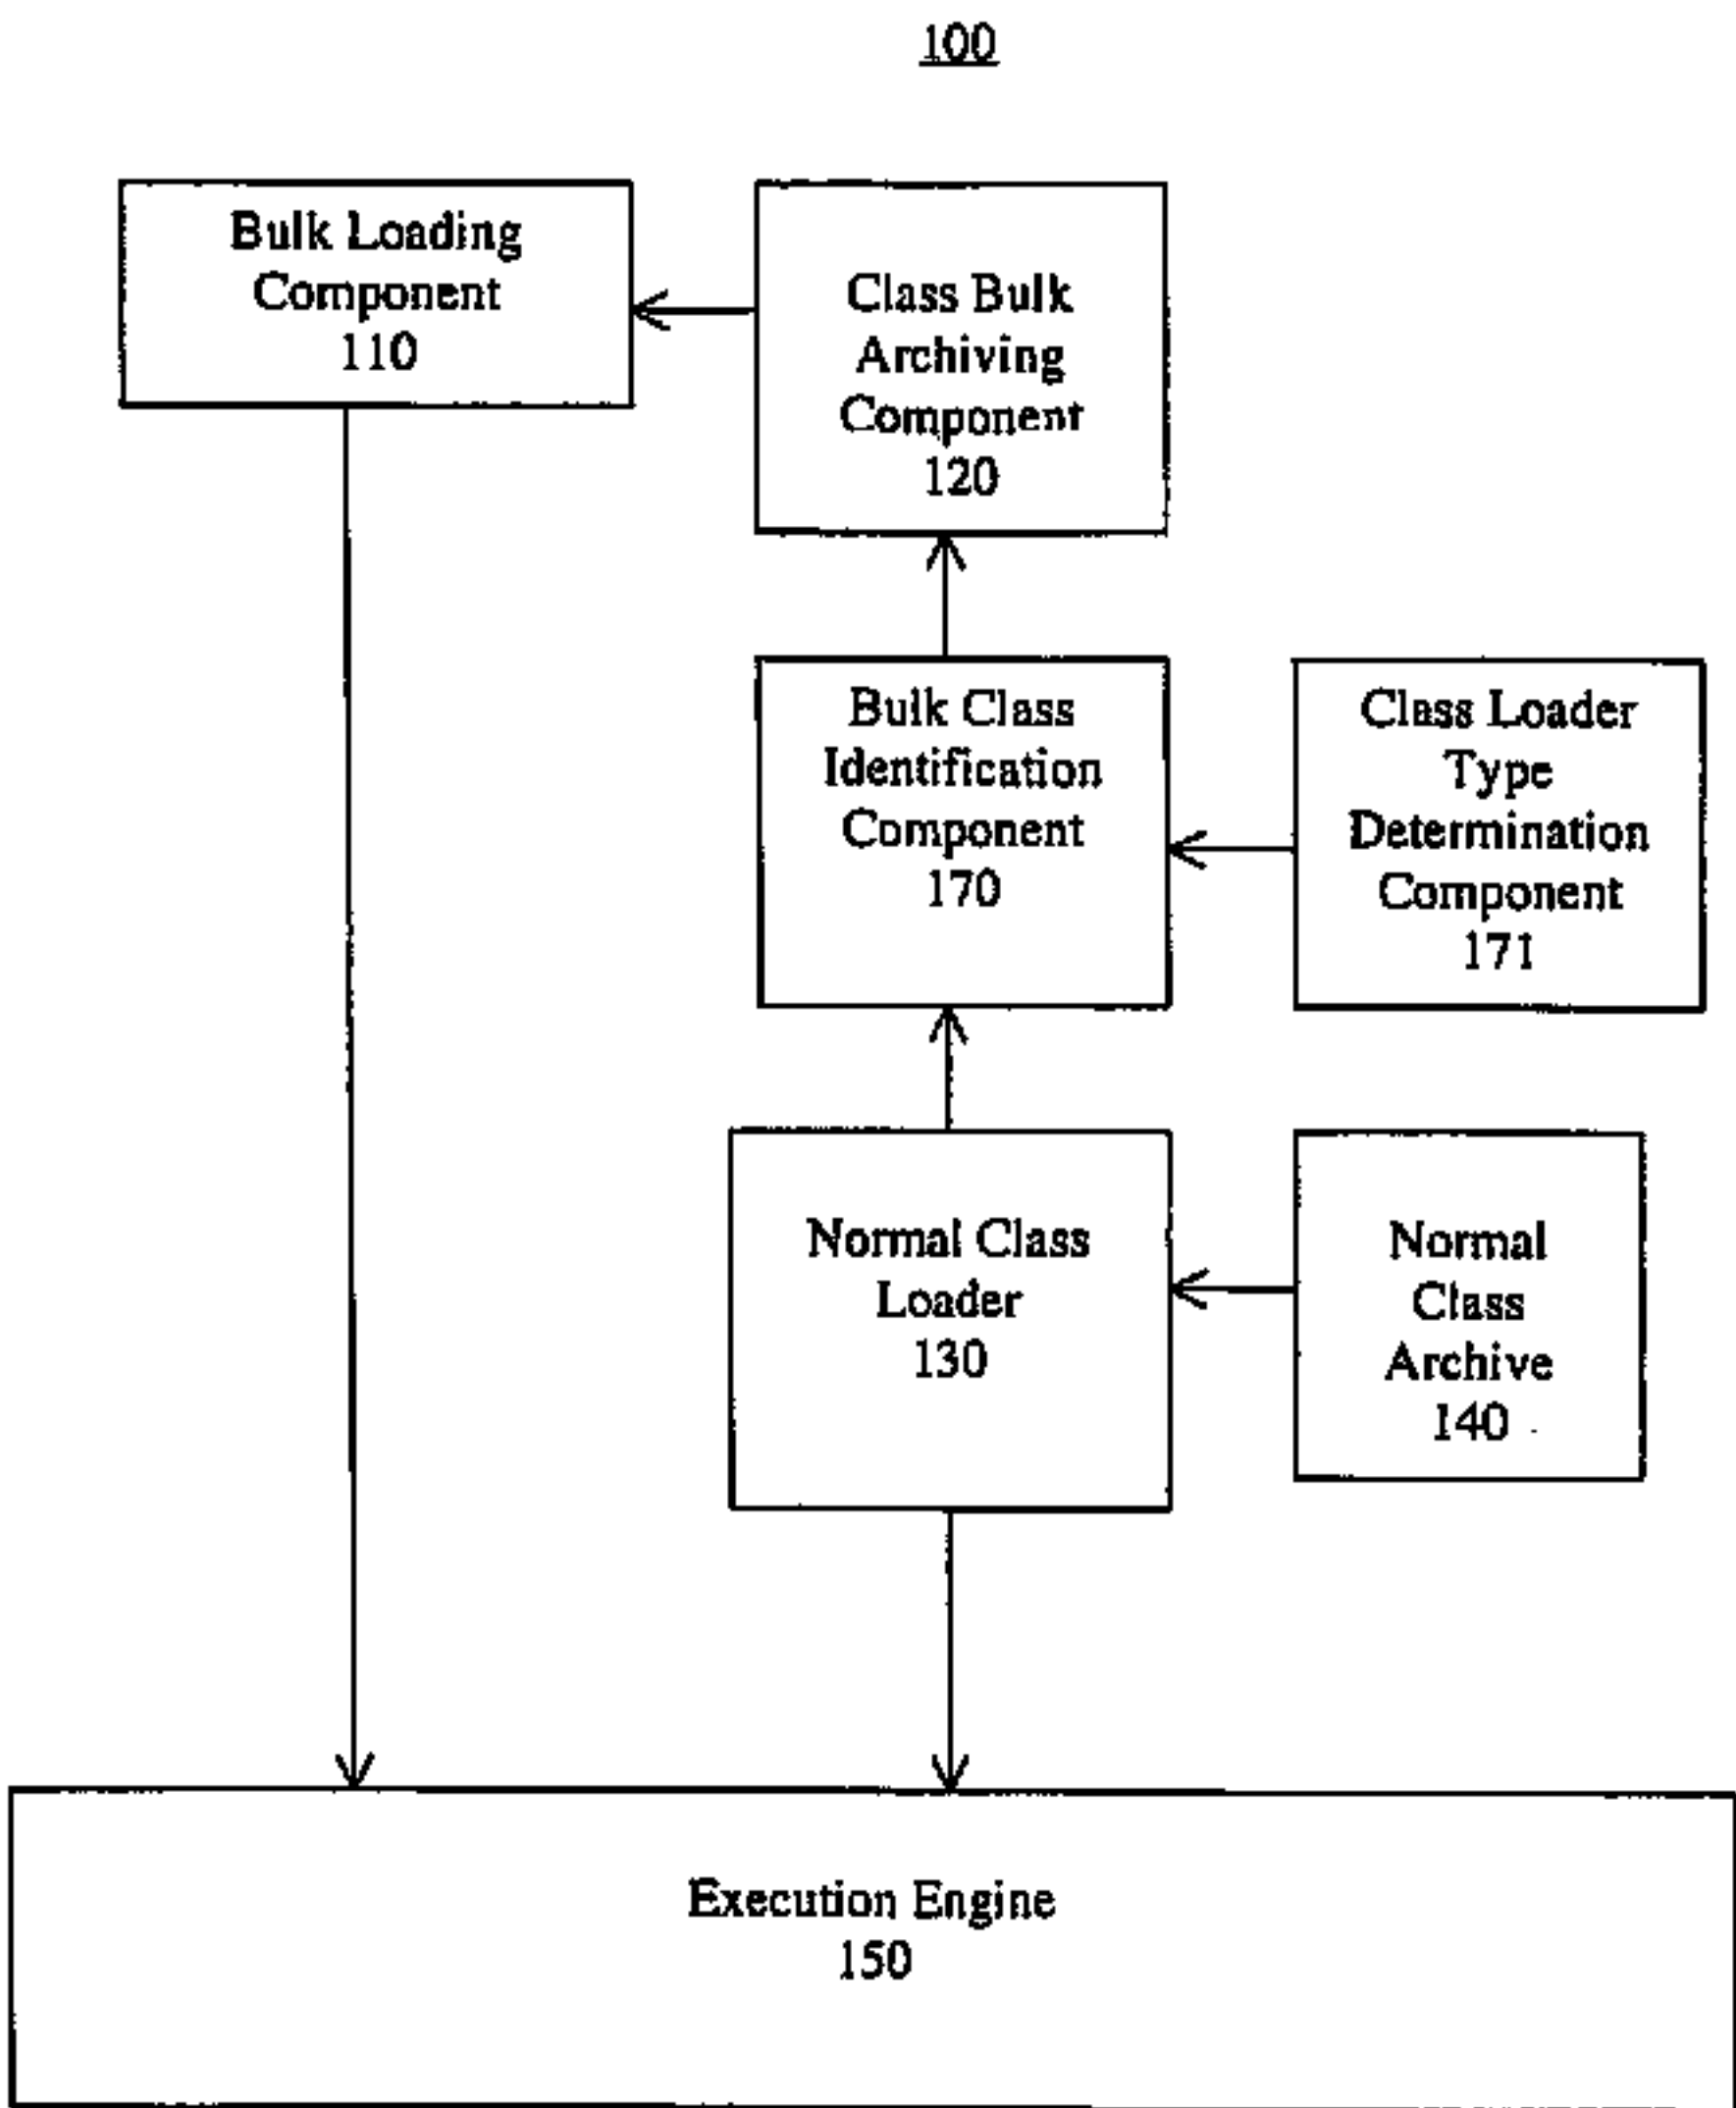 100
Bulk Loading
Component
110
Class Bulk
Archiving
Component
120
Bulk Class
Identification
Component
170
Class Loader
Type
Determination
Component
171
Normal Class
Loader
130
Normal
Class
Archive
140
Execution Engine
150